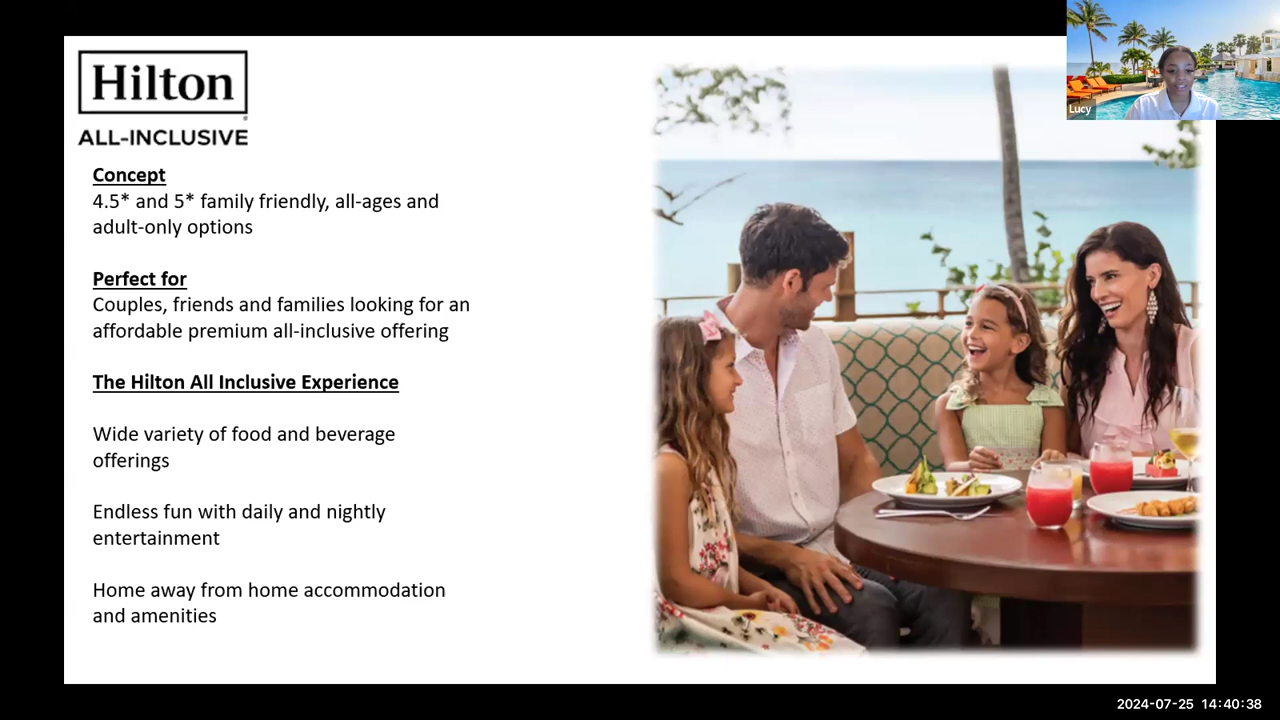 Hilton
ALL-INCLUSIVE
Concept
4.5* and 5* family friendly, all-ages and
adult-only options
Perfect for
Couples, friends and families looking for an
affordable premium all-inclusive offering
The Hilton All Inclusive Experience
Wide variety of food and beverage
offerings
Endless fun with daily and nightly
entertainment
Home away from home accommodation
and amenities
Lucy
2024-07-25 14:40:38